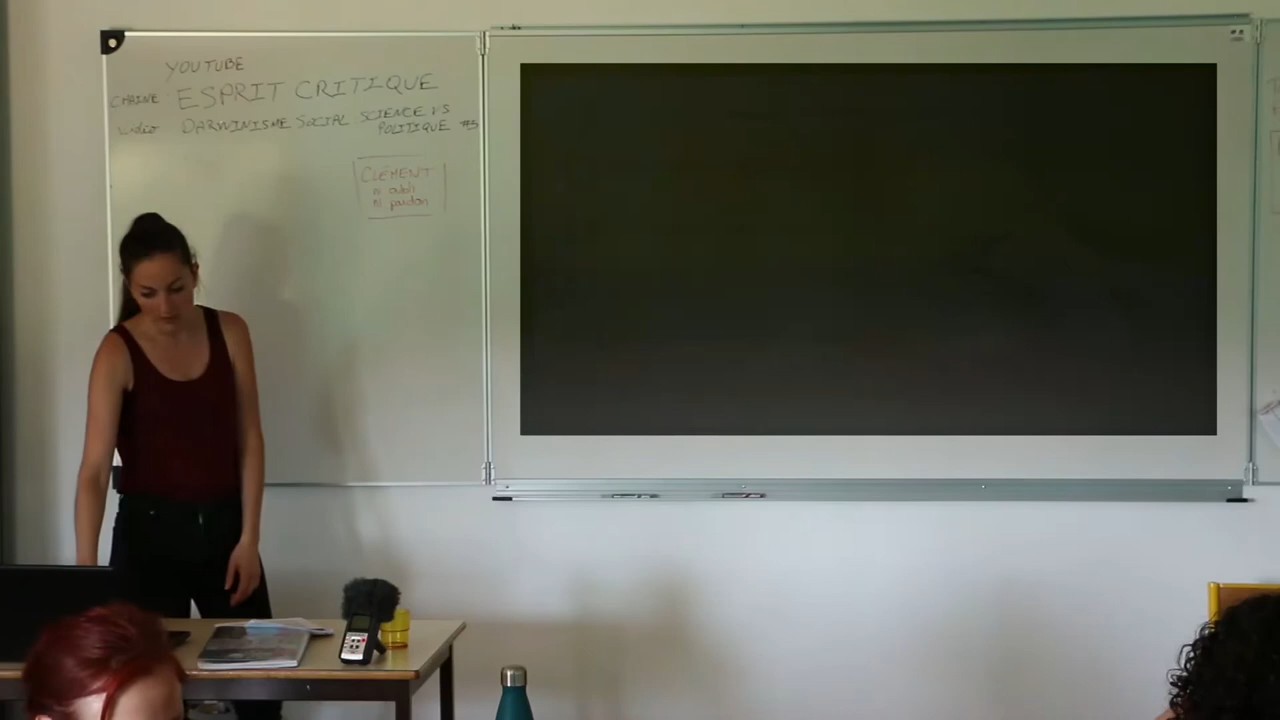 YOUTUBE
CHAINE ESPRIT CRITIQUE
Vidéo DARWINISME SOCIAL SCIENCE VS
POLITIQUE #5
CLÉMENT
ni oubli
ni pardon